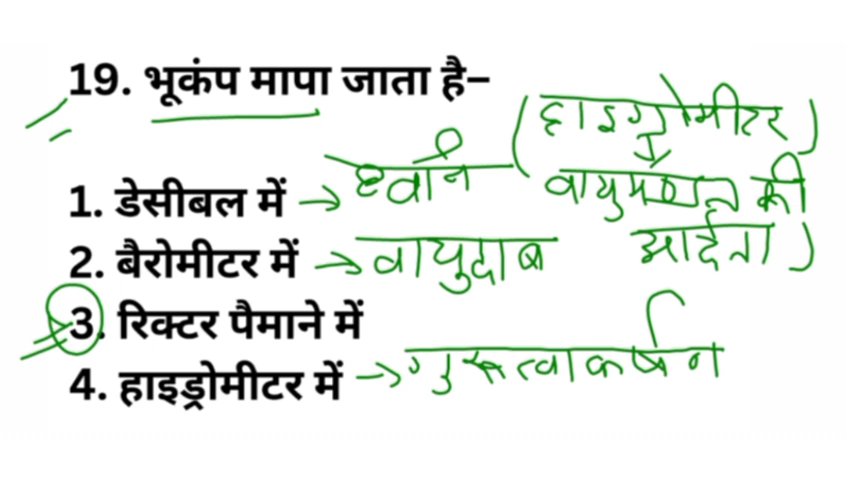 19. भूकंप मापा जाता है–
(हाइग्रोमीटर)
1. डेसीबल में → ध्वनि
वायुमण्डल की
2. बैरोमीटर में → वायुदाब
आर्द्रता)
3. रिक्टर पैमाने में
4. हाइड्रोमीटर में → गुरुत्वाकर्षण